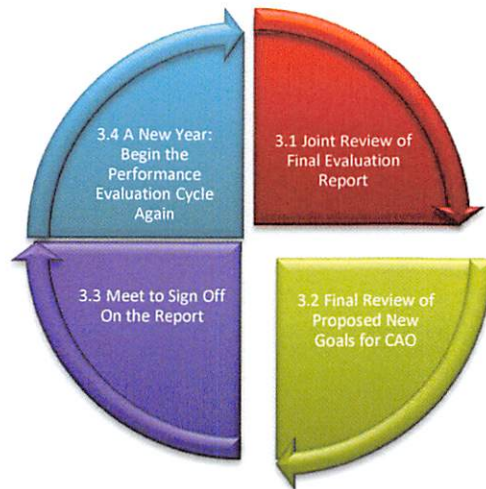 3.1 Joint Review of
Final Evaluation
Report
3.2 Final Review of
Proposed New
Goals for CAO
3.3 Meet to Sign Off
On the Report
3.4 A New Year:
Begin the
Performance
Evaluation Cycle
Again